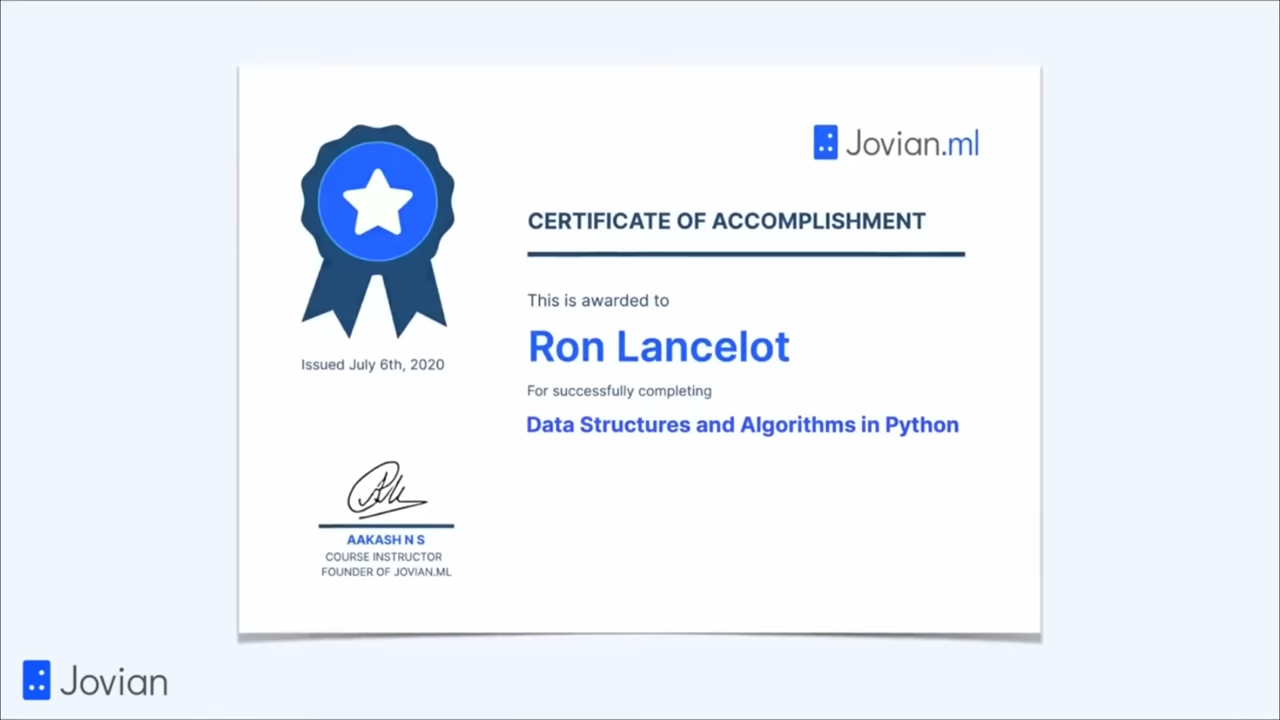 Jovian.ml
CERTIFICATE OF ACCOMPLISHMENT
This is awarded to
Ron Lancelot
For successfully completing
Data Structures and Algorithms in Python
Issued July 6th, 2020
AAKASH N S
COURSE INSTRUCTOR
FOUNDER OF JOVIAN.ML
Jovian